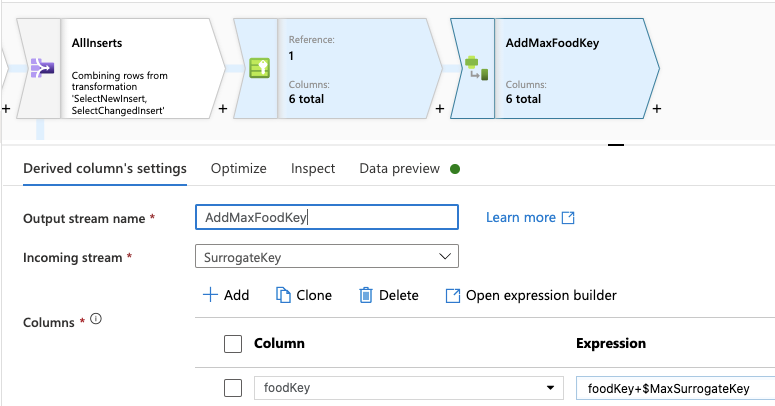 AllInserts
Combining rows from
transformation
'SelectNewInsert,
SelectChangedInsert'
+
Reference:
1
Columns:
6 total
+
AddMaxFoodKey
Columns:
6 total
+
+
Derived column's settings
Optimize
Inspect
Data preview
Output stream name *
AddMaxFoodKey
Learn more
Incoming stream *
SurrogateKey
+ Add
Clone
Delete
Open expression builder
Columns *
Column
Expression
foodKey
foodKey+$MaxSurrogateKey